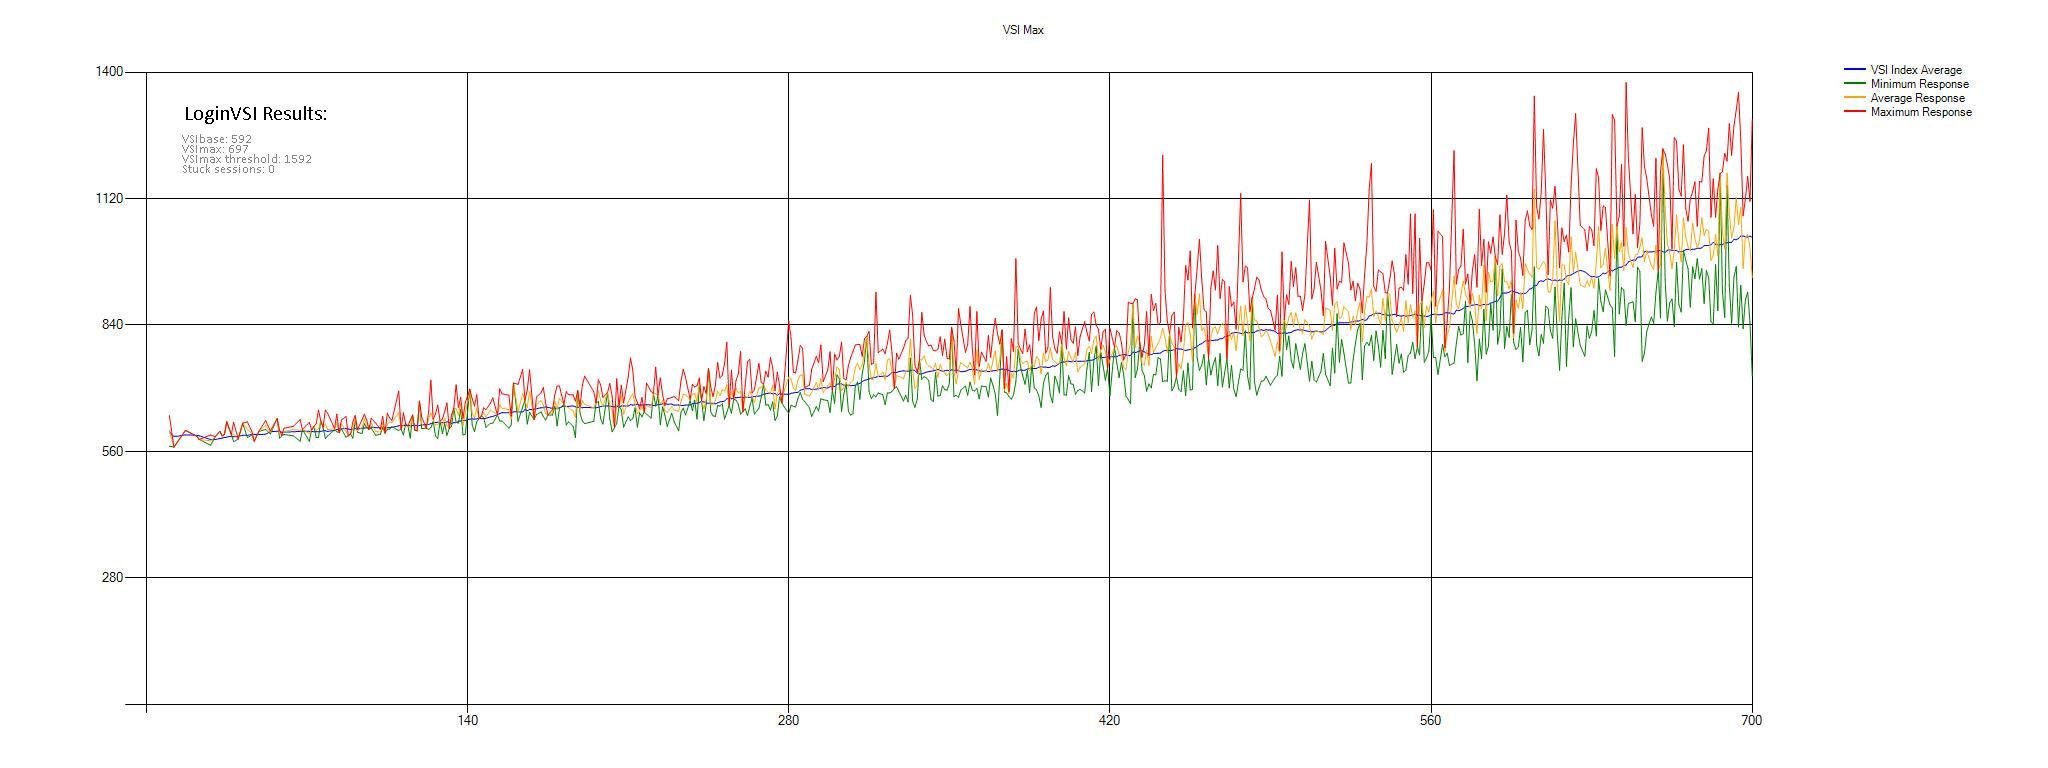 VSI Max
1400
1120
840
560
280
140
280
420
560
700
LoginVSI Results:
VSIbase: 592
VSImax: 697
VSImax threshold: 1592
Stuck sessions: 0
VSI Index Average
Minimum Response
Average Response
Maximum Response